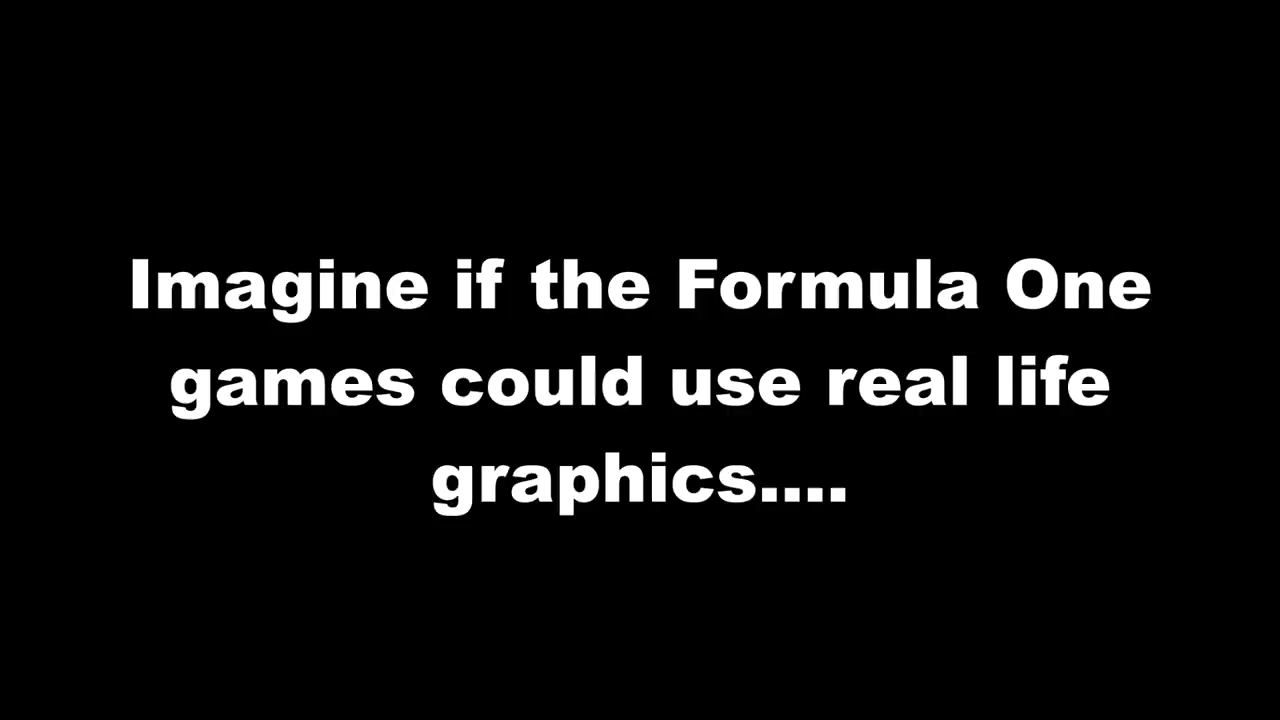 Imagine if the Formula One
games could use real life
graphics....